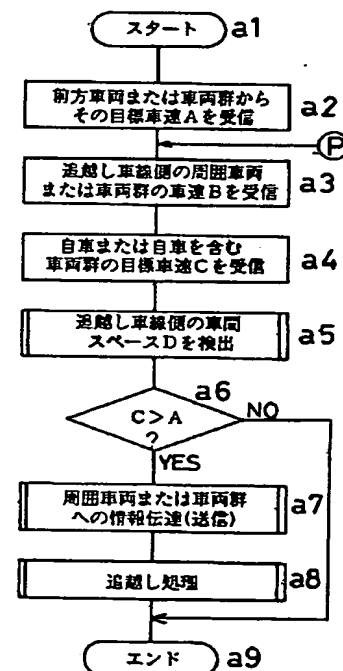 スタート a1
前方車両または車両群から
その目標車速Aを受信 a2
P
追越し車線側の周囲車両
または車両群の車速Bを受信 a3
自車または自車を含む
車両群の目標車速Cを受信 a4
追越し車線側の車間
スペースDを検出 a5
a6
C>A
?
NO
YES
周囲車両または車両群
への情報伝達(送信) a7
追越し処理 a8
エンド a9